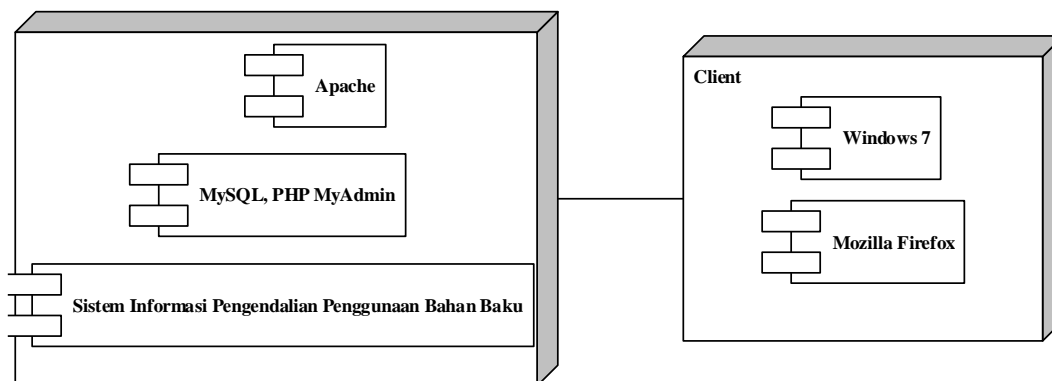 Apache
MySQL, PHP MyAdmin
Sistem Informasi Pengendalian Penggunaan Bahan Baku
Client
Windows 7
Mozilla Firefox